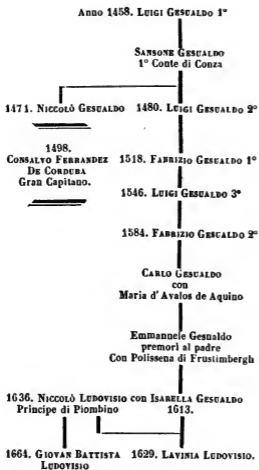 Anno 1458. Luigi Gesualdo 1°
Sansone Gesualdo
1° Conte di Conza
1471. Niccolò Gesualdo 1480. Luigi Gesualdo 2°
1498.
Consalvo Ferrandez
De Corduba
Gran Capitano.
1518. Fabrizio Gesualdo 1°
1546. Luigi Gesualdo 3°
1584. Fabrizio Gesualdo 2°
Carlo Gesualdo
con
Maria d'Avalos de Aquino
Emmannele Gesualdo
premorì al padre
Con Polissena di Frustimbergh
1636. Niccolò Ludovisio con Isabella Gesualdo
Principe di Piombino 1613.
1664. Giovan Battista 1629. Lavinia Ludovisio.
Ludovisio